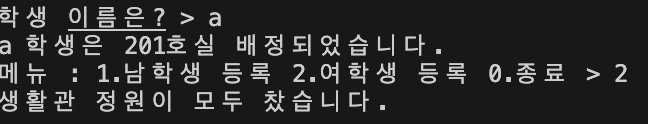 학생 이름은? > a
a 학생은 201호실 배정되었습니다.
메뉴 : 1.남학생 등록 2.여학생 등록 0.종료 > 2
생활관 정원이 모두 찼습니다.